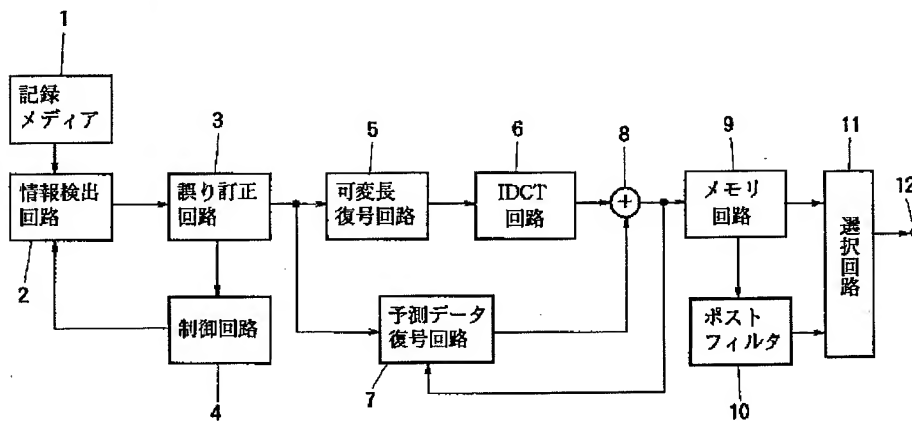 1
記録
メディア
3
5
6
8
9
11
12
情報検出
回路
誤り訂正
回路
可変長
復号回路
IDCT
回路
+
メモリ
回路
選択回路
2
制御回路
予測データ
復号回路
ポスト
フィルタ
4
7
10